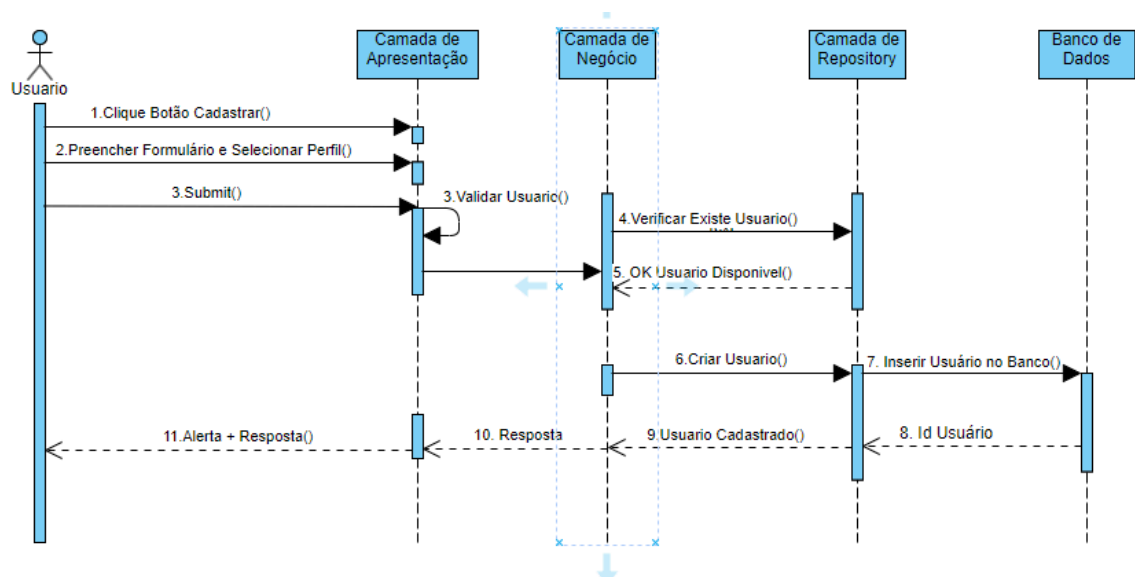 Camada de
Apresentação
Camada de
Negócio
Camada de
Repository
Banco de
Dados
Usuario
1.Clique Botão Cadastrar()
2.Preencher Formulário e Selecionar Perfil()
3.Submit()
3.Validar Usuario()
4.Verificar Existe Usuario()
5. OK Usuario Disponivel()
6.Criar Usuario()
7. Inserir Usuário no Banco()
8. Id Usuário
9.Usuario Cadastrado()
10. Resposta
11.Alerta + Resposta()